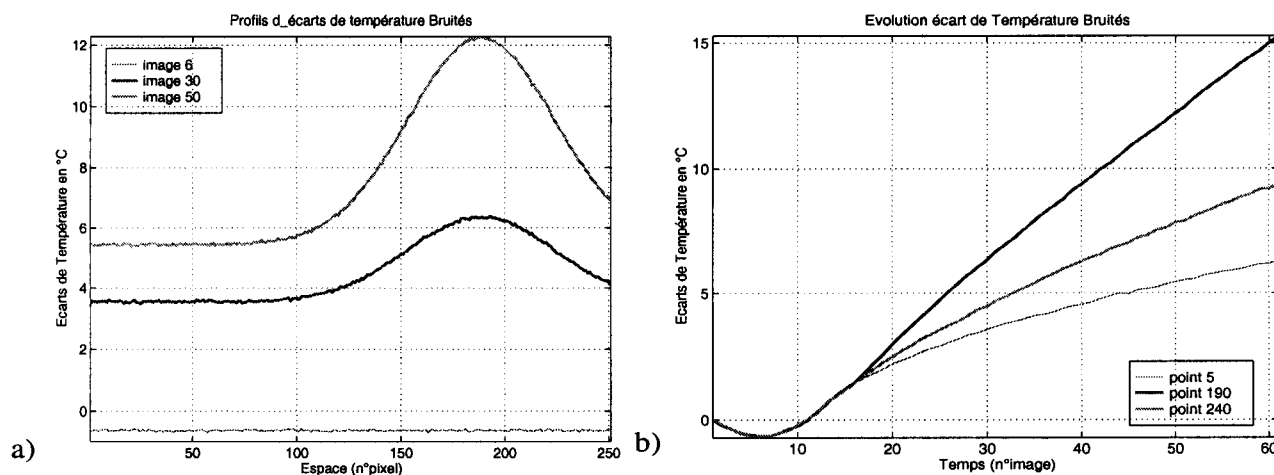 Profils d_écarts de température Bruités
Ecarts de Température en °C
12
10
8
6
4
2
0
image 6
image 30
image 50
50
100
150
200
250
Espace (n°pixel)
a)
Evolution écart de Température Bruités
Ecarts de Température en °C
15
10
5
0
point 5
point 190
point 240
10
20
30
40
50
60
Temps (n°image)
b)